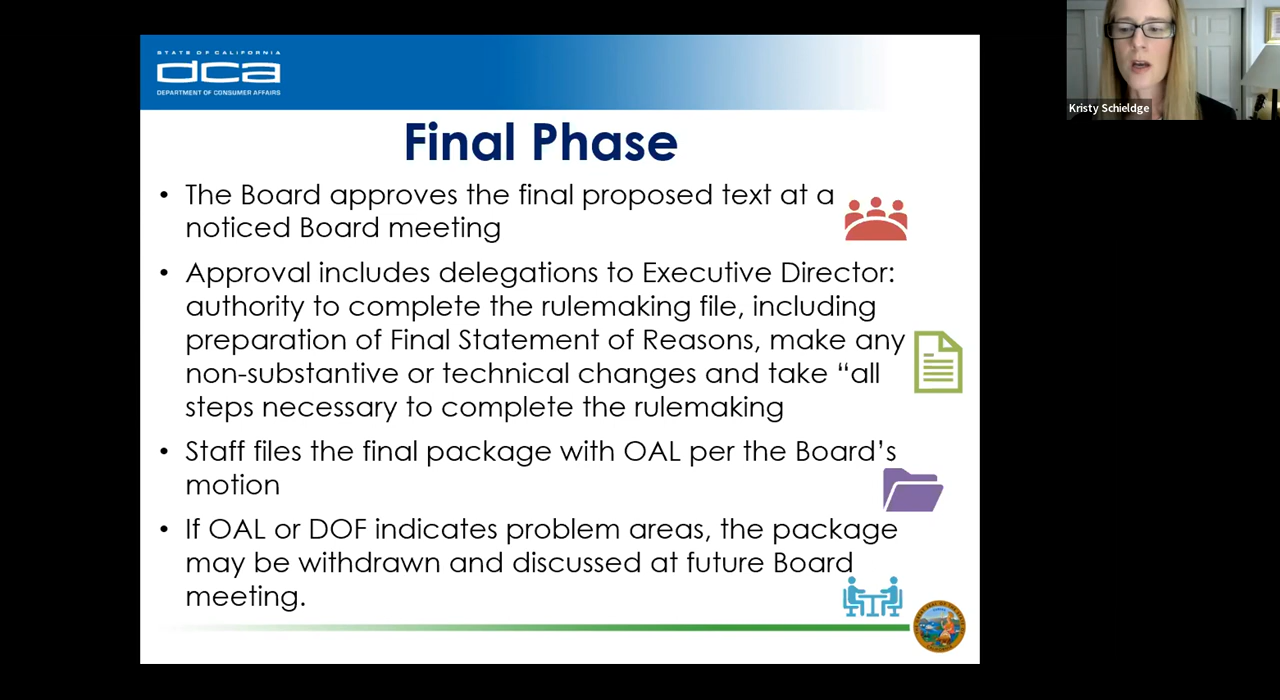 STATE OF CALIFORNIA
dca
DEPARTMENT OF CONSUMER AFFAIRS
Kristy Schieldge
Final Phase
• The Board approves the final proposed text at a
noticed Board meeting
• Approval includes delegations to Executive Director:
authority to complete the rulemaking file, including
preparation of Final Statement of Reasons, make any
non-substantive or technical changes and take “all
steps necessary to complete the rulemaking
• Staff files the final package with OAL per the Board’s
motion
• If OAL or DOF indicates problem areas, the package
may be withdrawn and discussed at future Board
meeting.